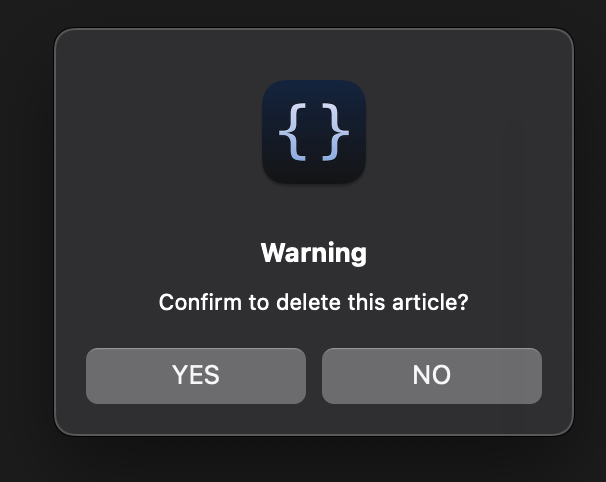 {}
Warning
Confirm to delete this article?
YES
NO